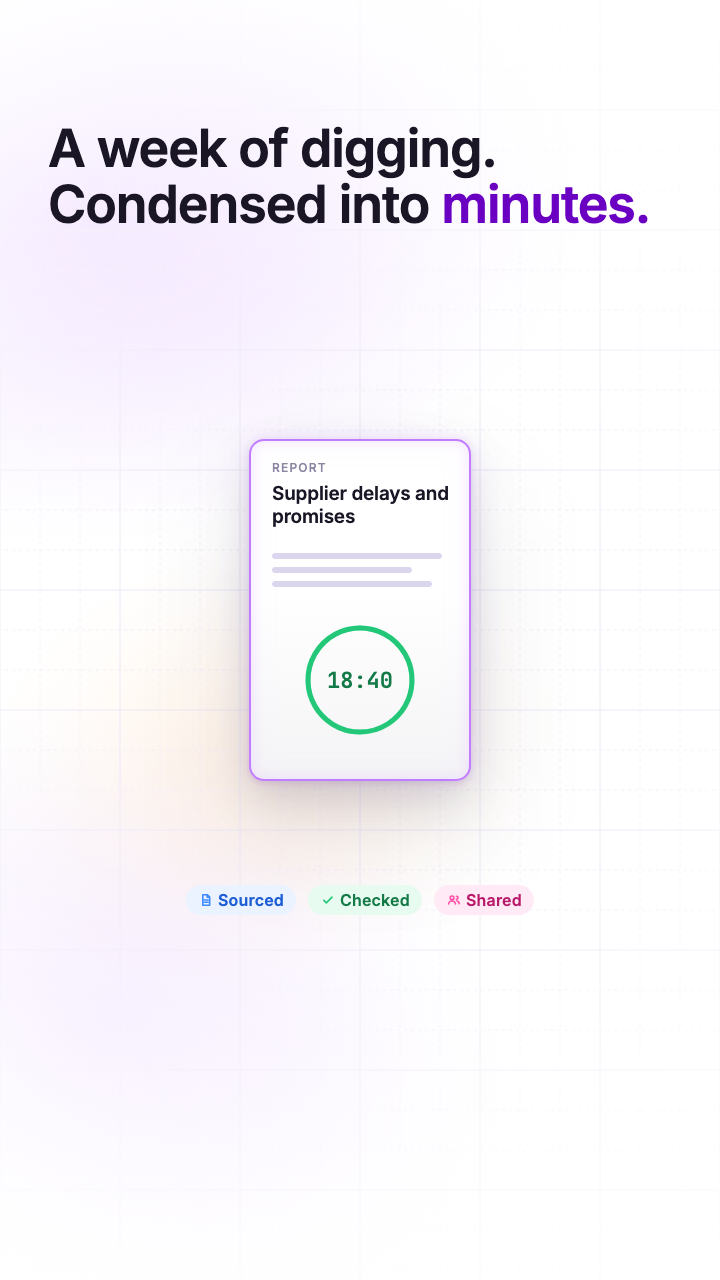 A week of digging.
Condensed into minutes.
REPORT
Supplier delays and
promises
18:40
Sourced
Checked
Shared